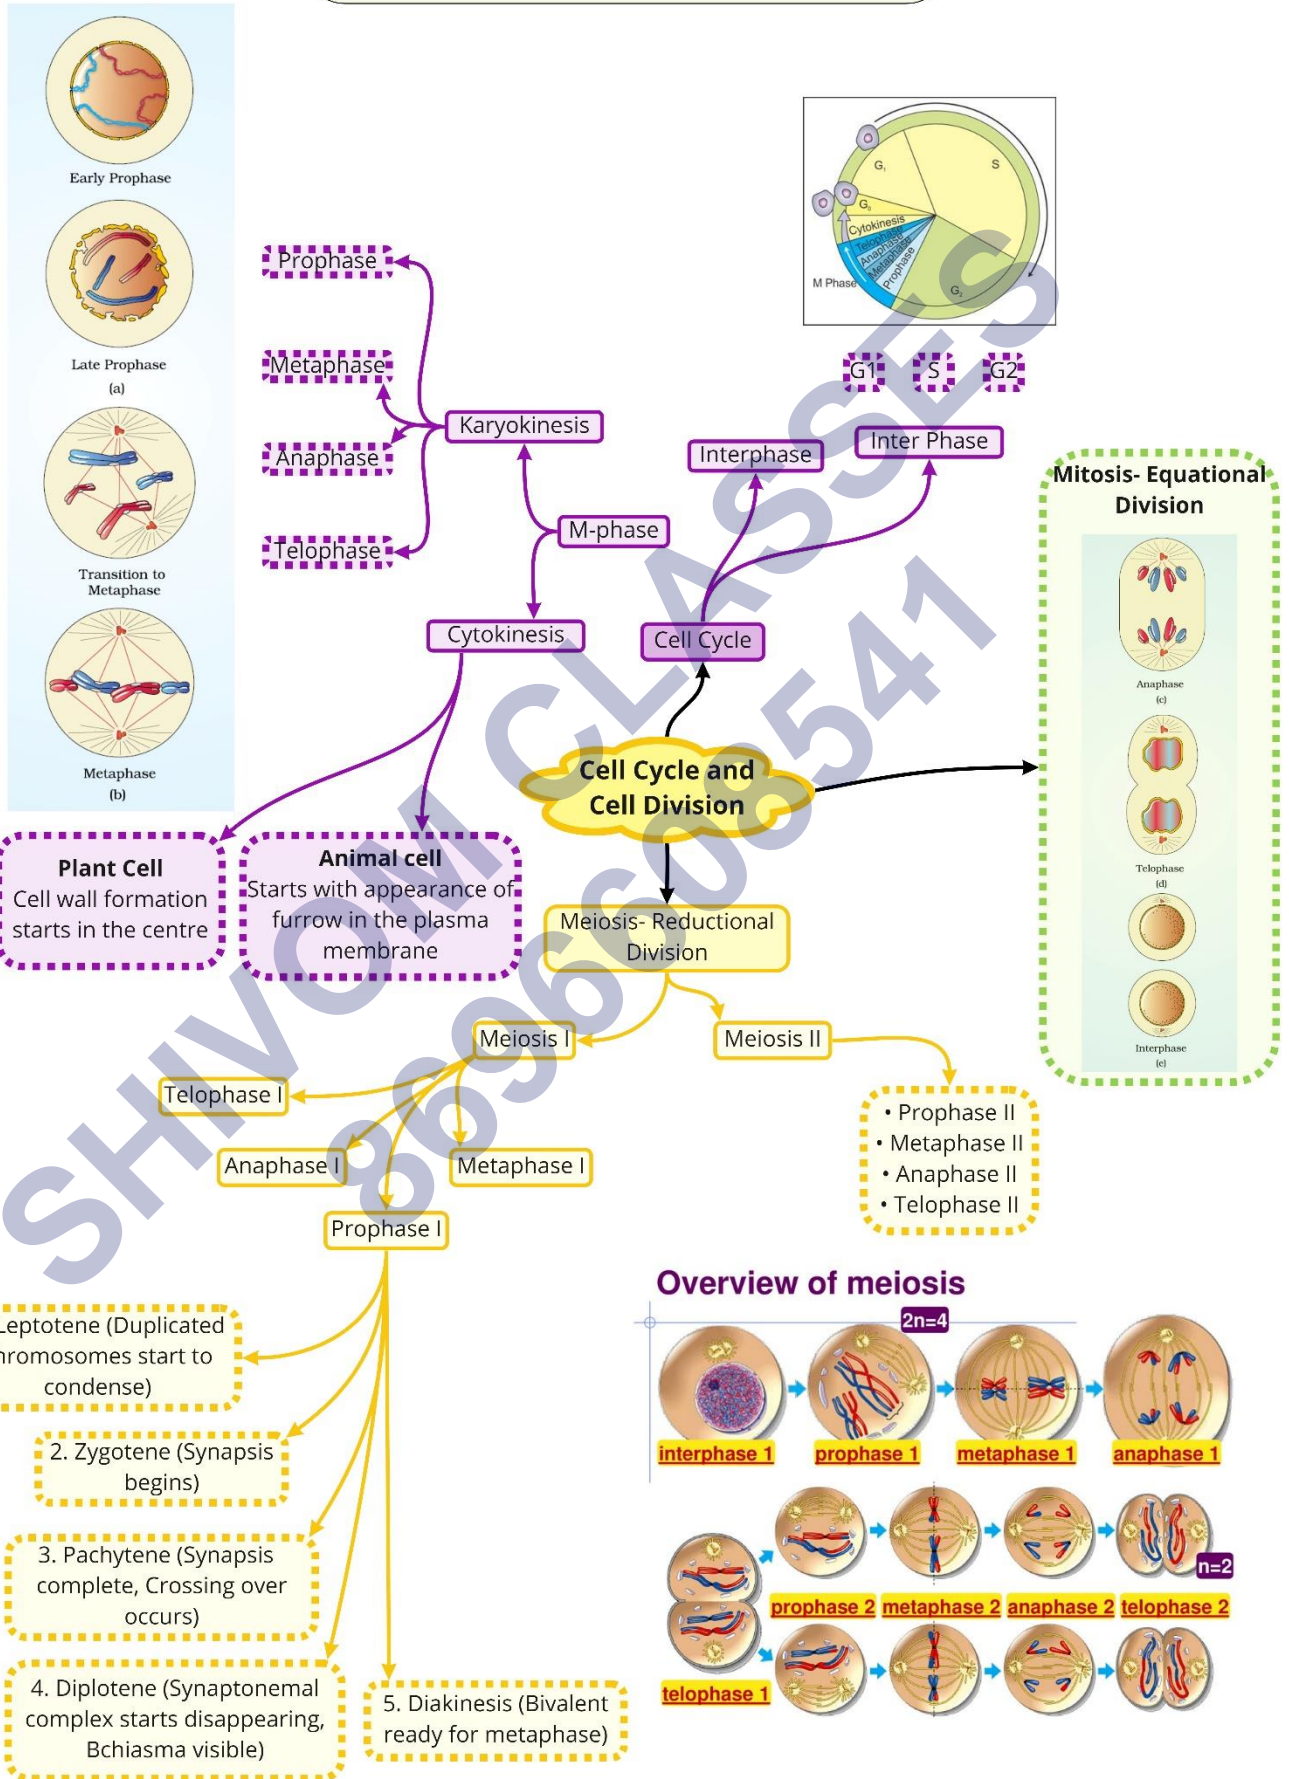 Early Prophase
Late Prophase
(a)
Transition to
Metaphase
Metaphase
(b)
G1
S
G0
Cytokinesis
Telophase
Anaphase
Metaphase
Prophase
M Phase
G2
Prophase
Metaphase
Anaphase
Telophase
Karyokinesis
M-phase
Cytokinesis
G1
S
G2
Interphase
Inter Phase
Cell Cycle
Cell Cycle and
Cell Division
Mitosis- Equational
Division
Anaphase
(c)
Telophase
(d)
Interphase
(e)
Plant Cell
Cell wall formation
starts in the centre
Animal cell
Starts with appearance of
furrow in the plasma
membrane
Meiosis- Reductional
Division
Meiosis I
Meiosis II
Telophase I
Anaphase I
Metaphase I
Prophase I
• Prophase II
• Metaphase II
• Anaphase II
• Telophase II
Leptotene (Duplicated
hromosomes start to
condense)
2. Zygotene (Synapsis
begins)
3. Pachytene (Synapsis
complete, Crossing over
occurs)
4. Diplotene (Synaptonemal
complex starts disappearing,
Bchiasma visible)
5. Diakinesis (Bivalent
ready for metaphase)
Overview of meiosis
2n=4
interphase 1
prophase 1
metaphase 1
anaphase 1
n=2
prophase 2
metaphase 2
anaphase 2
telophase 2
telophase 1
SHIVOM CLASSES
8696608541